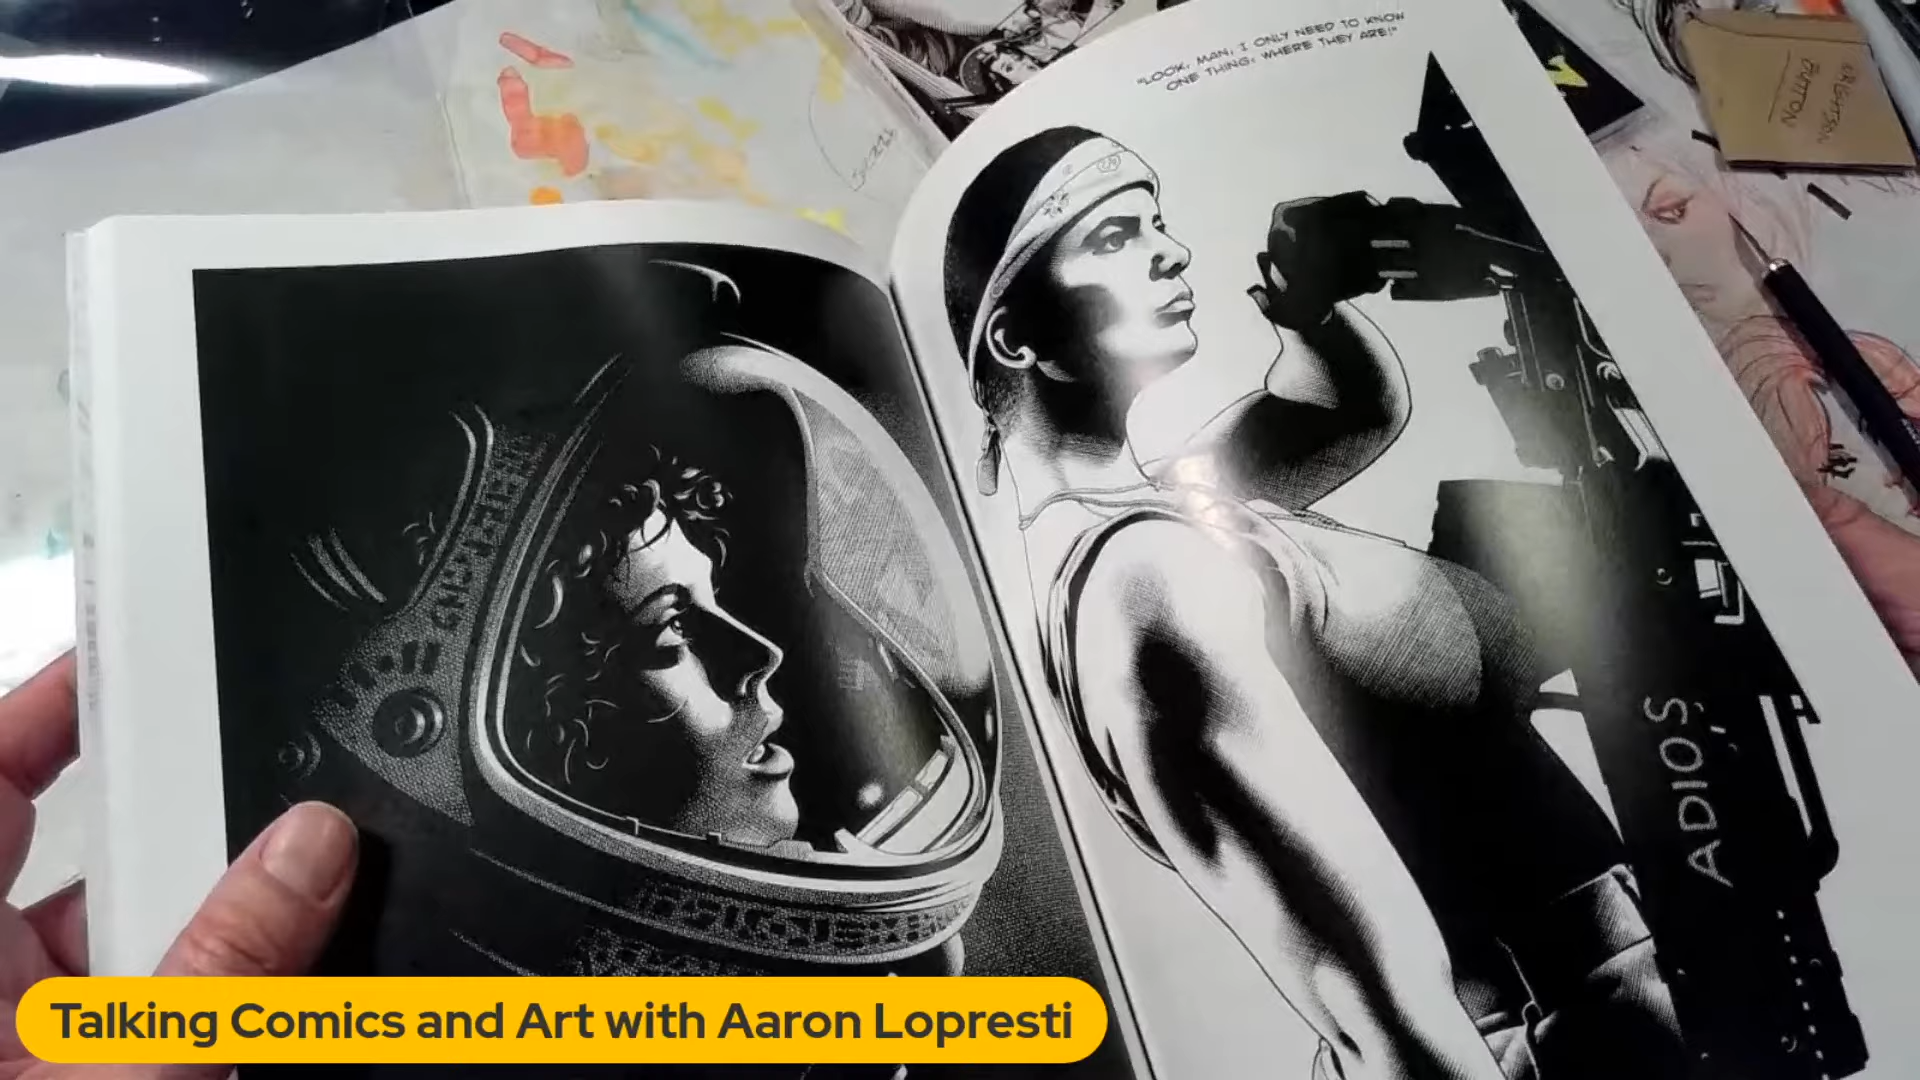 "LOOK, MAN, I ONLY NEED TO KNOW
ONE THING: WHERE THEY ARE!"
ADIOS
Talking Comics and Art with Aaron Lopresti